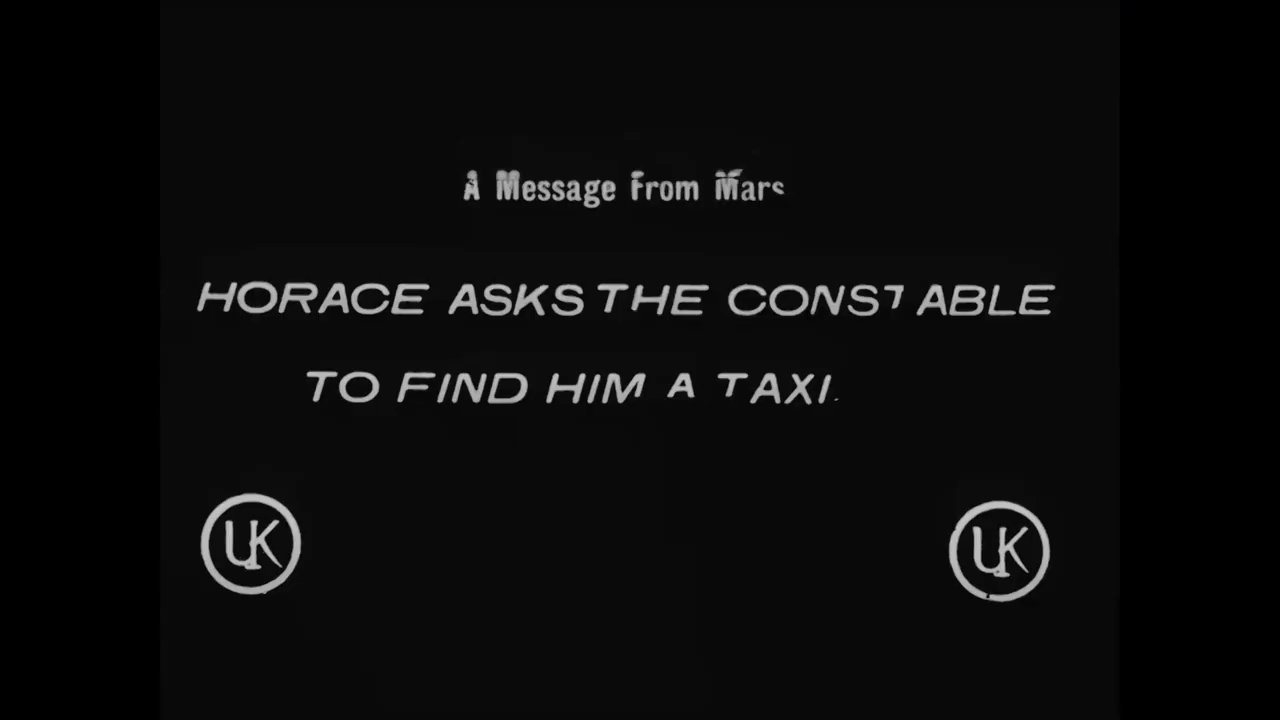 A Message From Mars
HORACE ASKS THE CONSTABLE
TO FIND HIM A TAXI.
UK UK